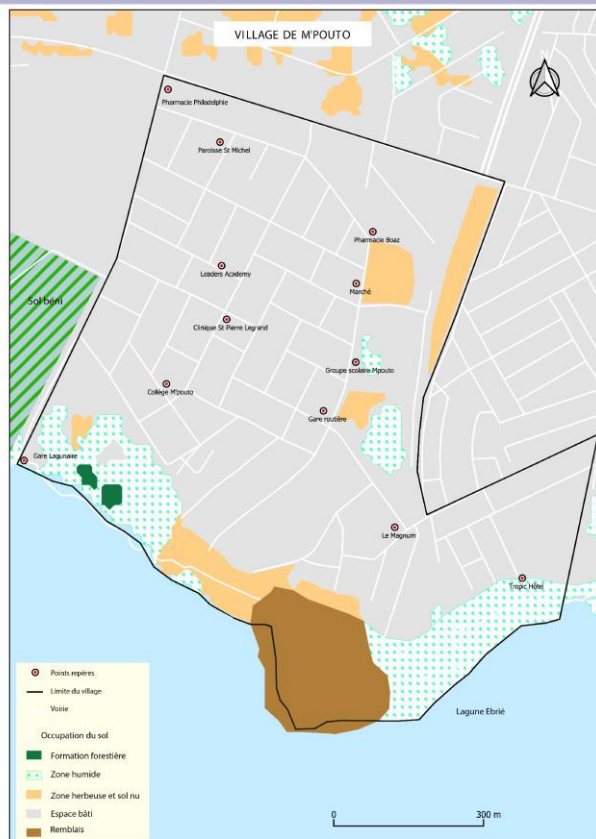 VILLAGE DE M'POUTO
N
Pharmacie Philadelphie
Paroisse St Michel
Pharmacie Boaz
Leaders Academy
Marché
Sol béni
Clinique St Pierre Legrand
Groupe scolaire Mpouto
Collège M'pouto
Gare routière
Gare Lagunaire
Le Magnum
Tropic Hôtel
Lagune Ebrié
Points repères
Limite du village
Voirie
Occupation du sol
Formation forestière
Zone humide
Zone herbeuse et sol nu
Espace bâti
Remblais
0 300 m